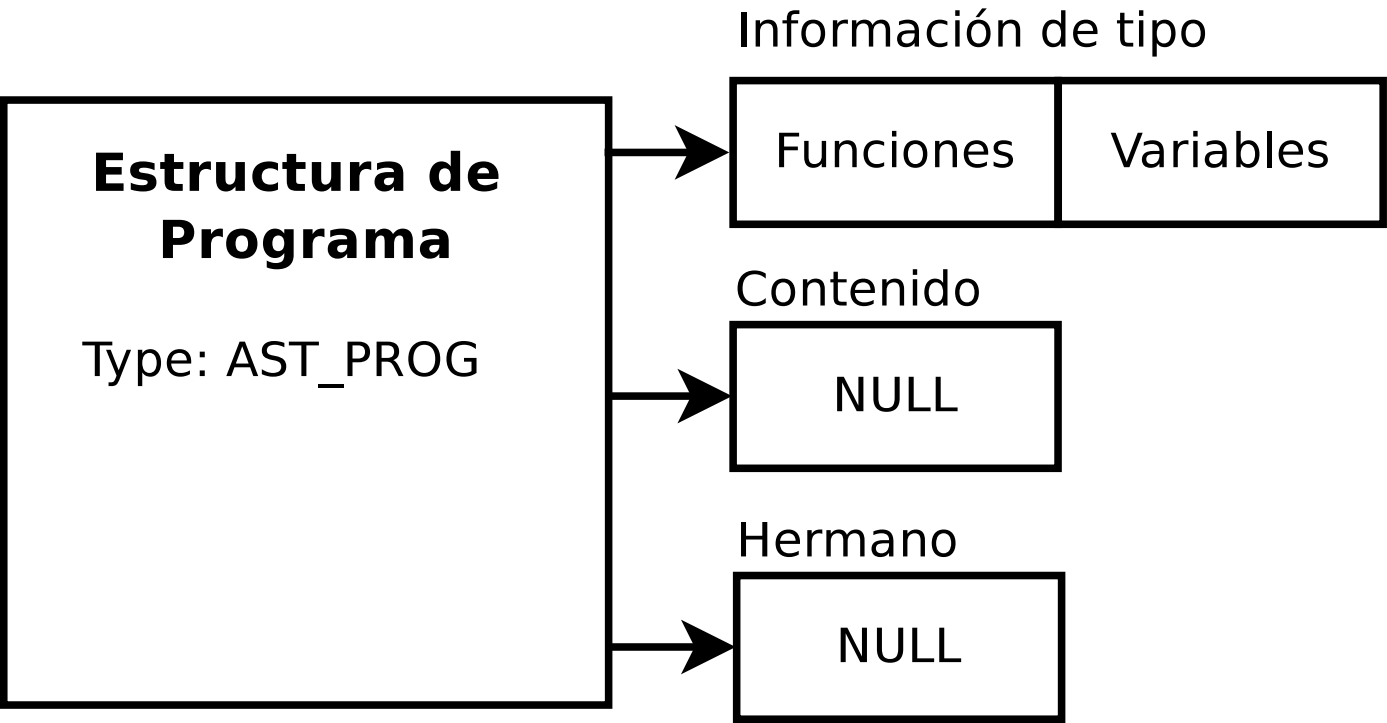 Estructura de
Programa
Type: AST_PROG
Información de tipo
Funciones
Variables
Contenido
NULL
Hermano
NULL